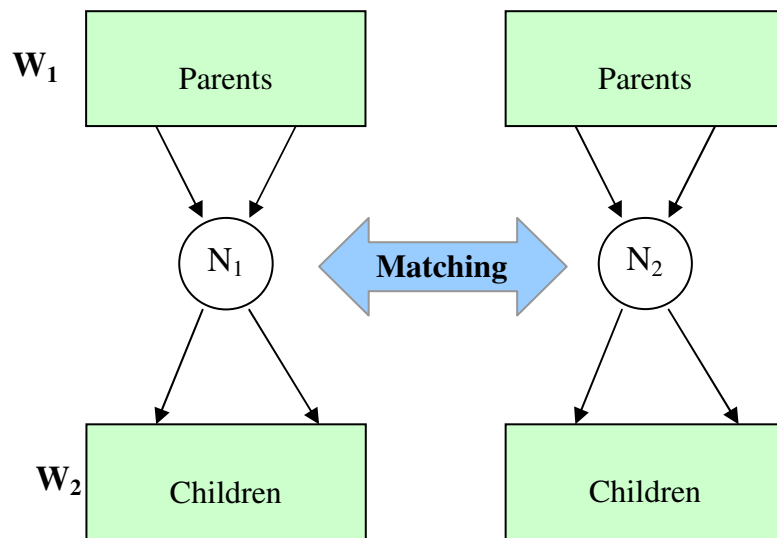 W₁
Parents
Parents
N₁
Matching
N₂
W₂
Children
Children